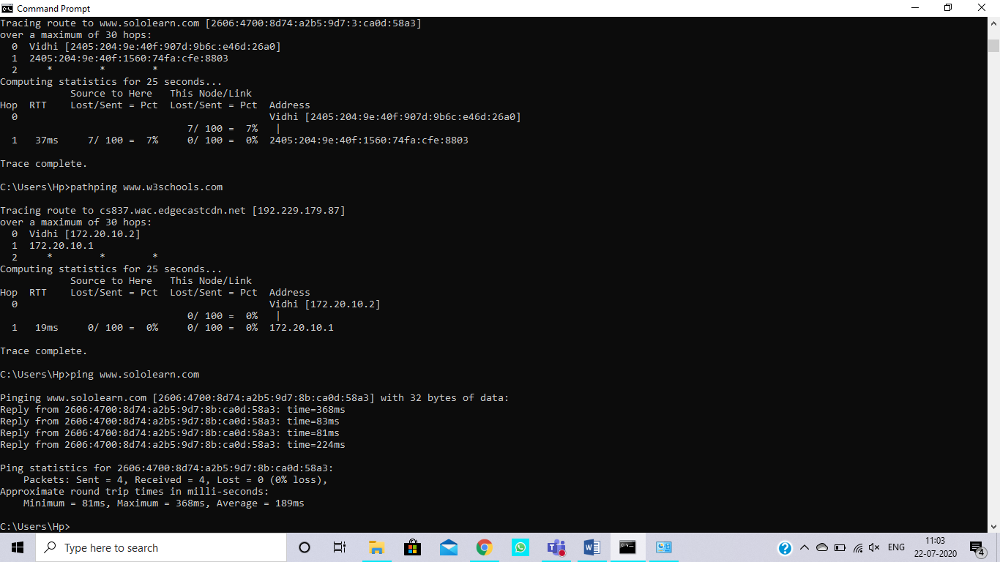 Command Prompt
Tracing route to www.sololearn.com [2606:4700:8d74:a2b5:9d7:3:ca0d:58a3]
over a maximum of 30 hops:
  0  Vidhi [2405:204:9e:40f:907d:9b6c:e46d:26a0]
  1  2405:204:9e:40f:1560:74fa:cfe:8803
  2     *        *        *
Computing statistics for 25 seconds...
            Source to Here   This Node/Link
Hop  RTT    Lost/Sent = Pct  Lost/Sent = Pct  Address
  0                                           Vidhi [2405:204:9e:40f:907d:9b6c:e46d:26a0]
                                7/ 100 =  7%   |
  1   37ms     7/ 100 =  7%     0/ 100 =  0%  2405:204:9e:40f:1560:74fa:cfe:8803
Trace complete.
C:\Users\Hp>pathping www.w3schools.com
Tracing route to cs837.wac.edgecastcdn.net [192.229.179.87]
over a maximum of 30 hops:
  0  Vidhi [172.20.10.2]
  1  172.20.10.1
  2     *        *        *
Computing statistics for 25 seconds...
            Source to Here   This Node/Link
Hop  RTT    Lost/Sent = Pct  Lost/Sent = Pct  Address
  0                                           Vidhi [172.20.10.2]
                                0/ 100 =  0%   |
  1   19ms     0/ 100 =  0%     0/ 100 =  0%  172.20.10.1
Trace complete.
C:\Users\Hp>ping www.sololearn.com
Pinging www.sololearn.com [2606:4700:8d74:a2b5:9d7:8b:ca0d:58a3] with 32 bytes of data:
Reply from 2606:4700:8d74:a2b5:9d7:8b:ca0d:58a3: time=368ms
Reply from 2606:4700:8d74:a2b5:9d7:8b:ca0d:58a3: time=83ms
Reply from 2606:4700:8d74:a2b5:9d7:8b:ca0d:58a3: time=81ms
Reply from 2606:4700:8d74:a2b5:9d7:8b:ca0d:58a3: time=224ms
Ping statistics for 2606:4700:8d74:a2b5:9d7:8b:ca0d:58a3:
    Packets: Sent = 4, Received = 4, Lost = 0 (0% loss),
Approximate round trip times in milli-seconds:
    Minimum = 81ms, Maximum = 368ms, Average = 189ms
C:\Users\Hp>
Type here to search
ENG
11:03
22-07-2020
4